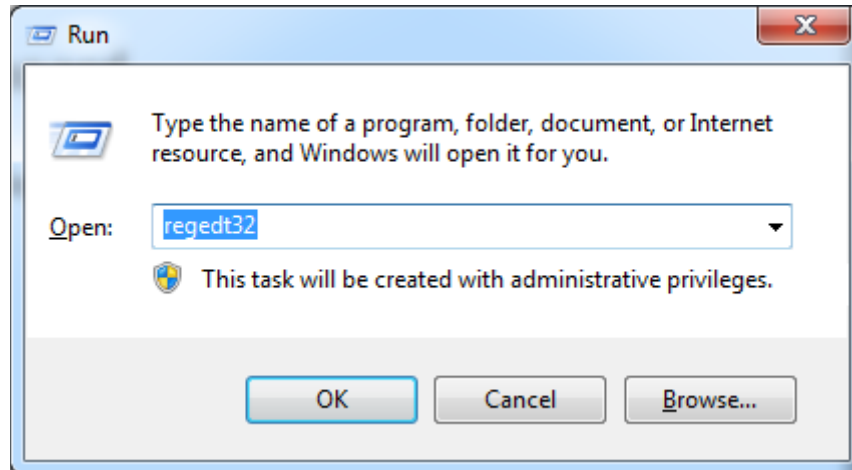 Run
Type the name of a program, folder, document, or Internet
resource, and Windows will open it for you.
Open: regedt32
This task will be created with administrative privileges.
OK Cancel Browse...